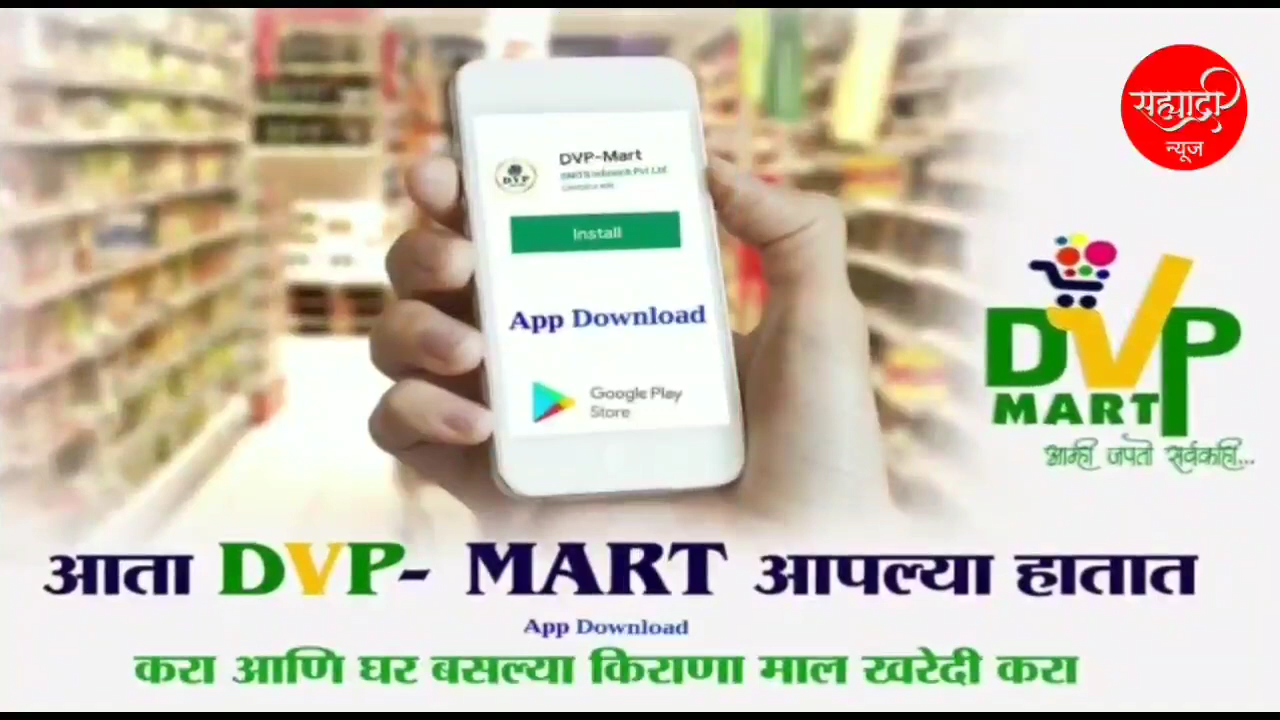 सह्याद्री
न्यूज
DVP-Mart
Install
App Download
Google Play
Store
DVP
MART
आम्ही जपतो सर्वकाही...
आता DVP- MART आपल्या हातात
App Download
करा आणि घर बसल्या किराणा माल खरेदी करा